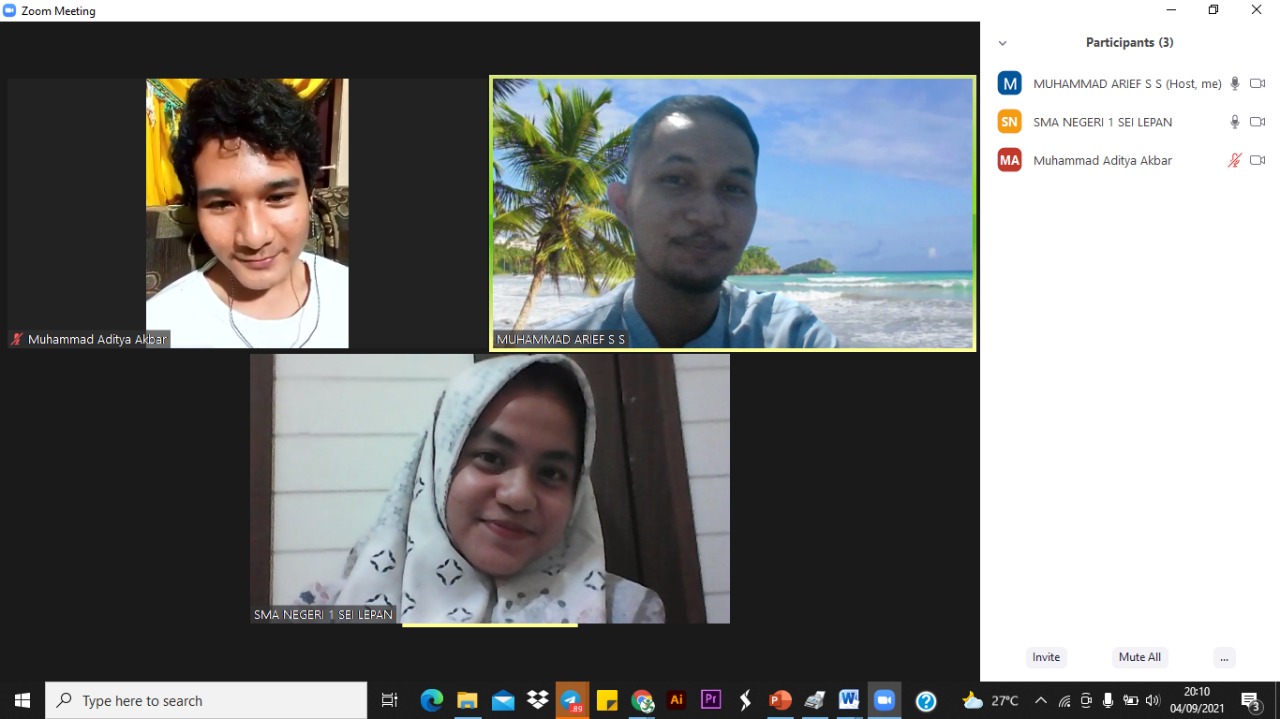 Zoom Meeting
Participants (3)
M MUHAMMAD ARIEF S S (Host, me)
SN SMA NEGERI 1 SEI LEPAN
MA Muhammad Aditya Akbar
Muhammad Aditya Akbar
MUHAMMAD ARIEF S S
SMA NEGERI 1 SEI LEPAN
Invite
Mute All
...
Type here to search
.89
Ai
Pr
W
27°C
20:10
04/09/2021
3